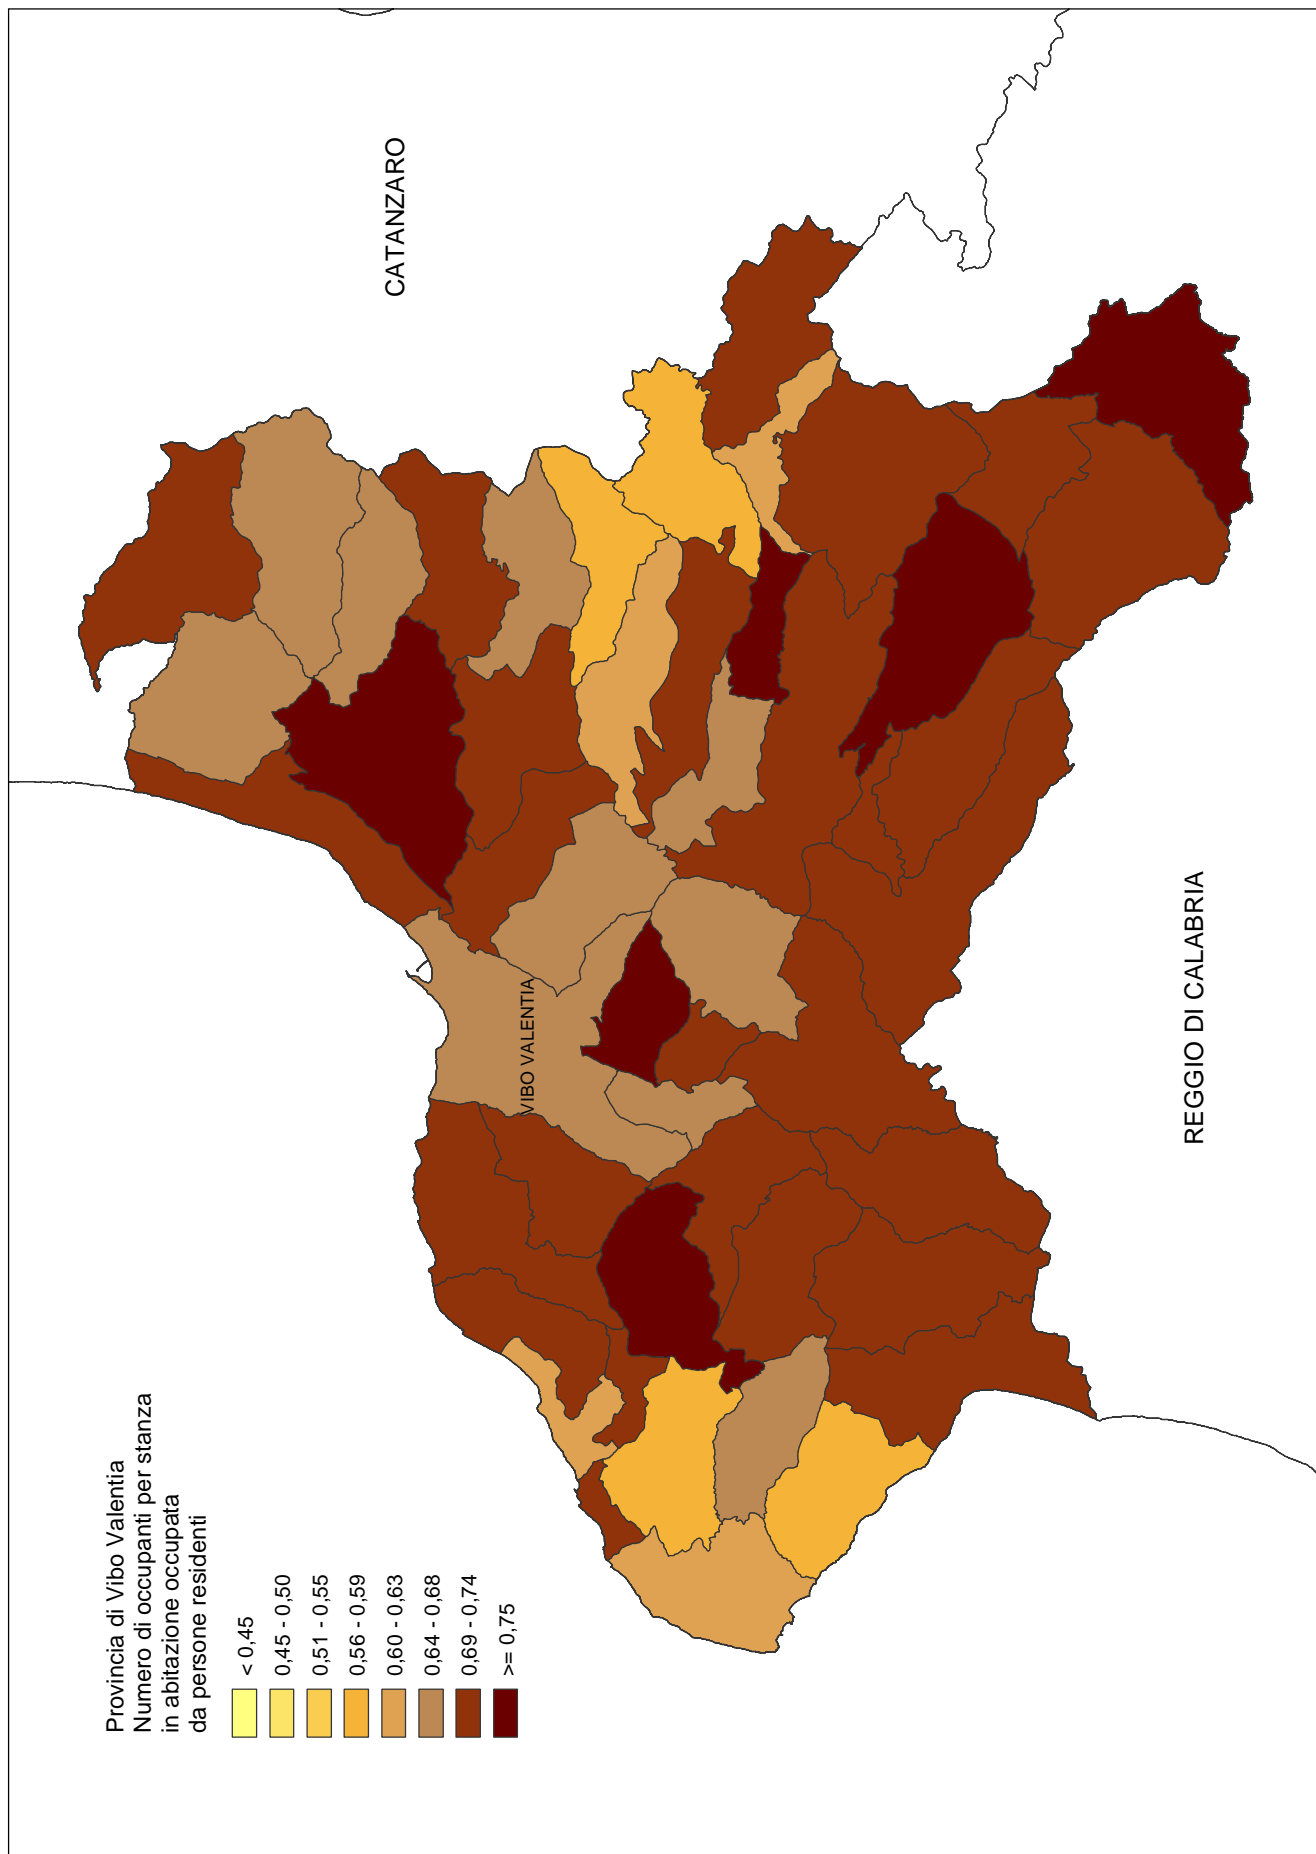 Provincia di Vibo Valentia
Numero di occupanti per stanza
in abitazione occupata
da persone residenti
< 0,45
0,45 - 0,50
0,51 - 0,55
0,56 - 0,59
0,60 - 0,63
0,64 - 0,68
0,69 - 0,74
>= 0,75
CATANZARO
VIBO VALENTIA
REGGIO DI CALABRIA